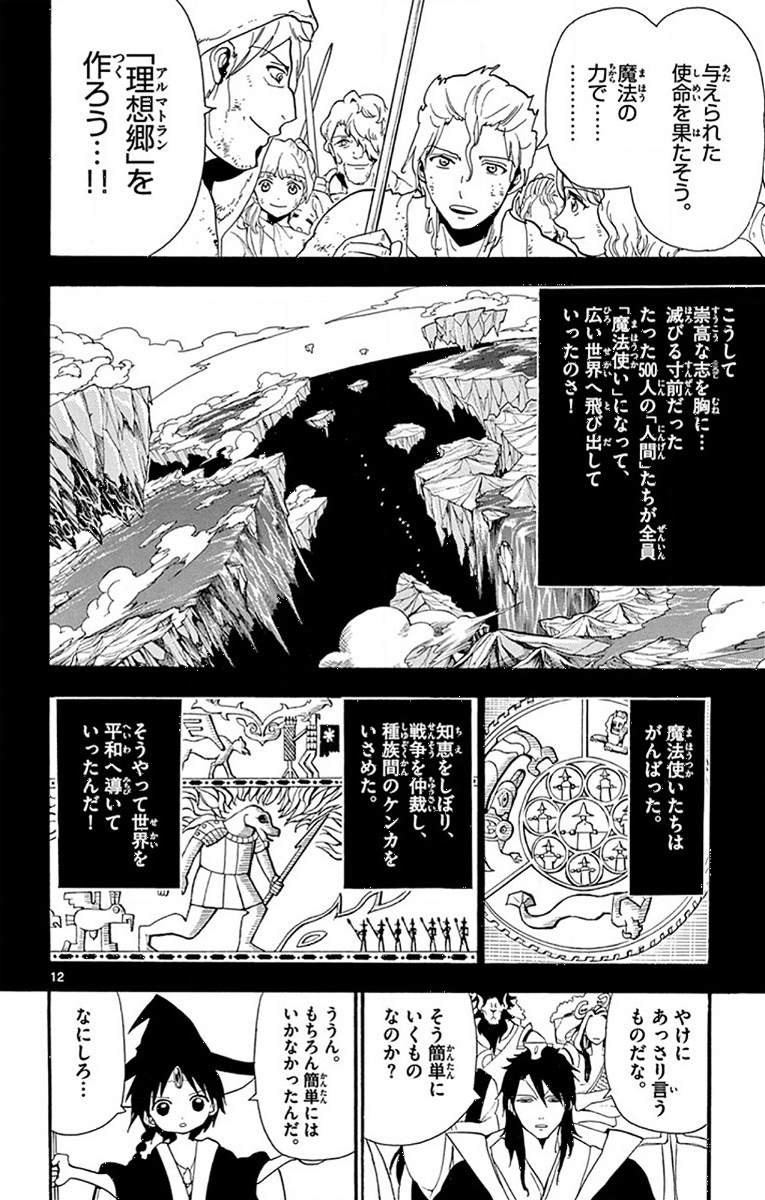 与えられた
使命を果たそう。
魔法の
力で……
………
「理想郷」を
アルマトラン
作ろう…!!
こうして
崇高な志を胸に…
滅びる寸前だった
たった500人の「人間」たちが全員
「魔法使い」になって、
広い世界へ飛び出して
いったのさ！
魔法使いたちは
がんばった。
知恵をしぼり、
戦争を仲裁し、
種族間のケンカを
いさめた。
＊
そうやって世界を
平和へ導いて
いったんだ！
12
やけに
あっさり言う
ものだな。
そう簡単に
いくもの
なのか？
ううん。
もちろん簡単には
いかなかったんだ。
なにしろ…